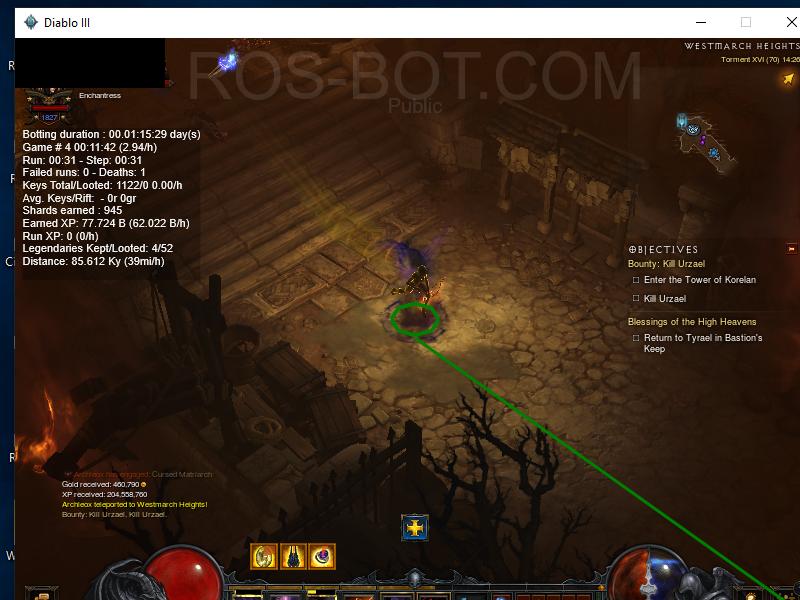 Diablo III
ROS-BOT.COM
Public
WESTMARCH HEIGHTS
Torment XVI (70) 14:26
Enchantress
1827
Botting duration : 00.01:15:29 day(s)
Game # 4 00:11:42 (2.94/h)
Run: 00:31 - Step: 00:31
Failed runs: 0 - Deaths: 1
Keys Total/Looted: 1122/0 0.00/h
Avg. Keys/Rift:  - 0r 0gr
Shards earned : 945
Earned XP: 77.724 B (62.022 B/h)
Run XP: 0 (0/h)
Legendaries Kept/Looted: 4/52
Distance: 85.612 Ky (39mi/h)
OBJECTIVES
Bounty: Kill Urzael
Enter the Tower of Korelan
Kill Urzael
Blessings of the High Heavens
Return to Tyrael in Bastion's
Keep
Archleox has engaged: Cursed Matriarch
Gold received: 460,790
XP received: 204,558,760
Archleox teleported to Westmarch Heights!
Bounty: Kill Urzael. Kill Urzael.